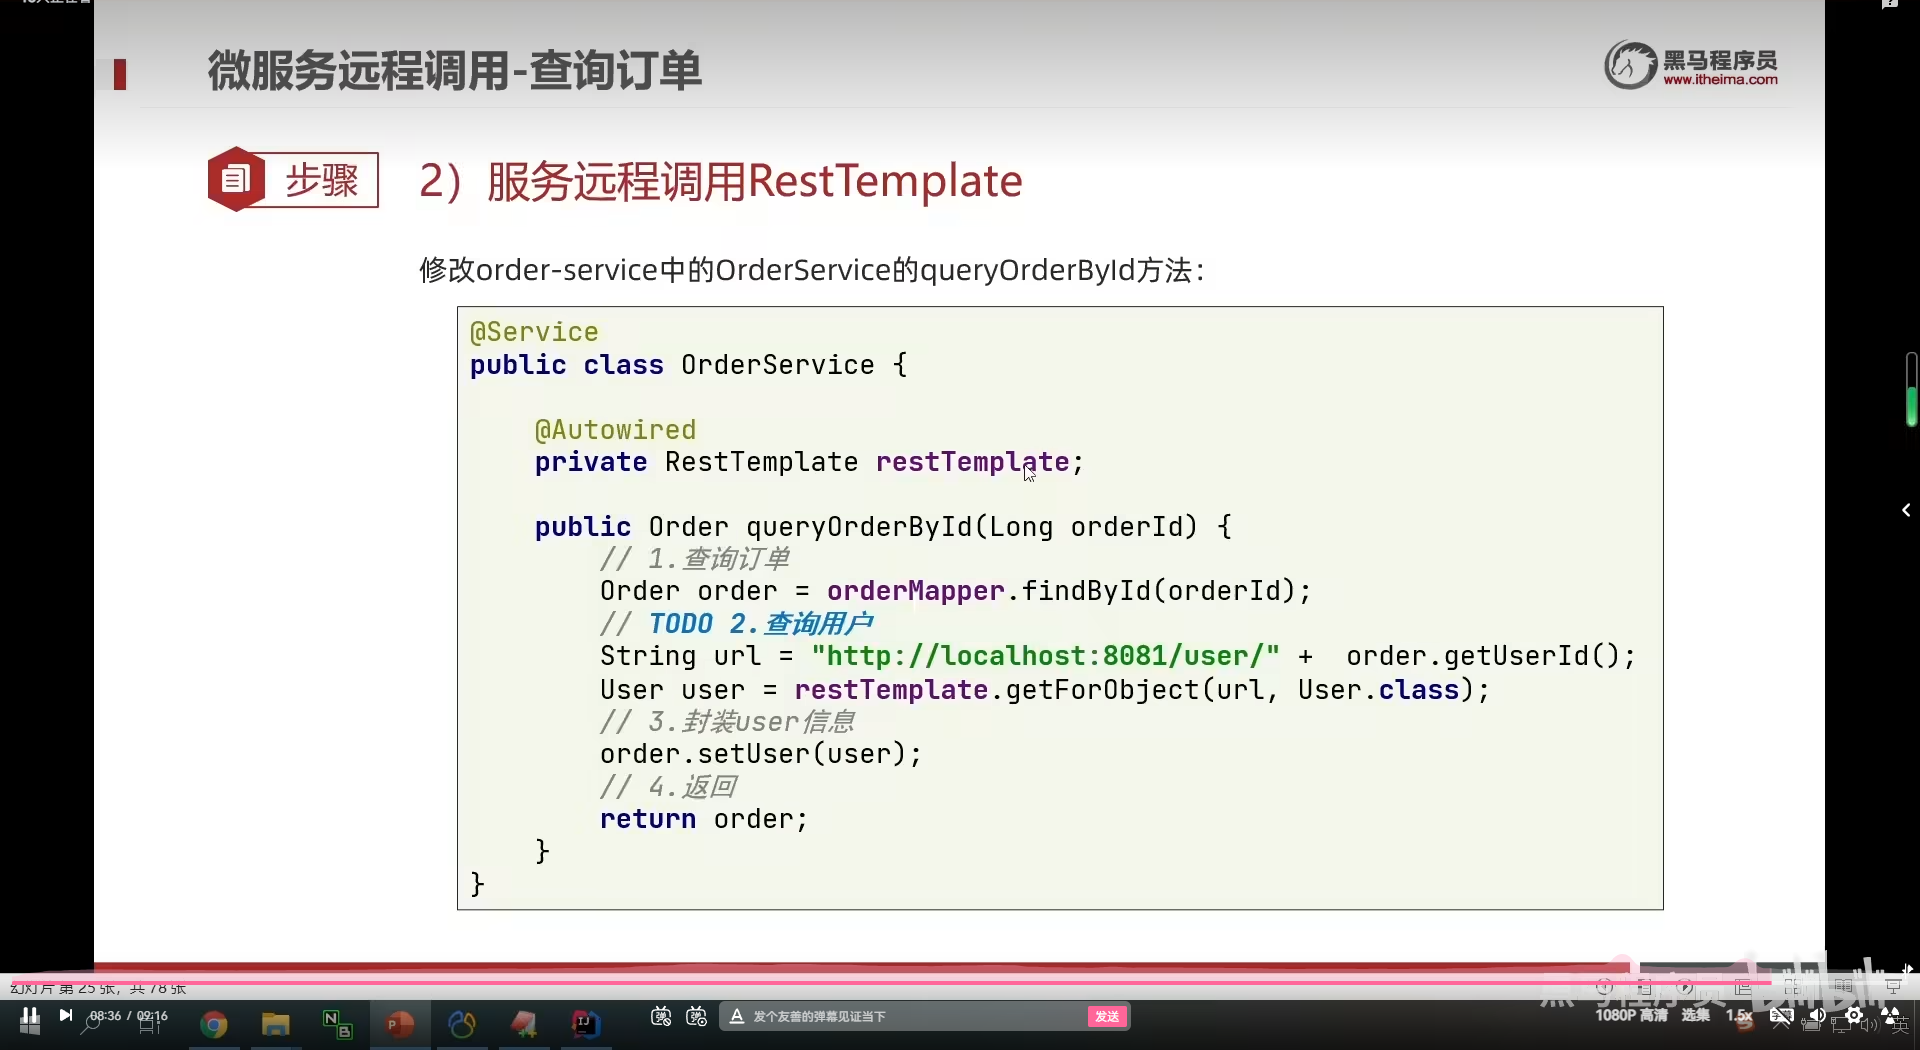 微服务远程调用-查询订单
黑马程序员
www.itheima.com
步骤
2）服务远程调用RestTemplate
修改order-service中的OrderService的queryOrderById方法：
@Service
public class OrderService {
@Autowired
private RestTemplate restTemplate;
public Order queryOrderById(Long orderId) {
// 1.查询订单
Order order = orderMapper.findById(orderId);
// TODO 2.查询用户
String url = "http://localhost:8081/user/" +  order.getUserId();
User user = restTemplate.getForObject(url, User.class);
// 3.封装user信息
order.setUser(user);
// 4.返回
return order;
}
}
幻灯片 第 25 张，共 78 张
黑马程序员
bilibili
08:36 / 09:16
发个友善的弹幕见证当下
发送
1080P 高清
选集
1.5x
英